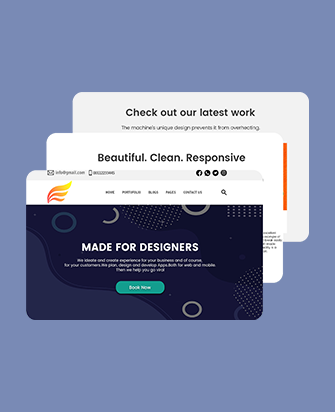 Check out our latest work
The machine's unique design prevents it from overheating.
Beautiful. Clean. Responsive
info@gmail.com
HOME PORTFOLIO BLOGS PAGES CONTACT US
MADE FOR DESIGNERS
We ideate and create experience for your business and of course,
for your customers.We plan, design and develop Apps.Both for web and mobile.
Then we help you go viral
Book Now